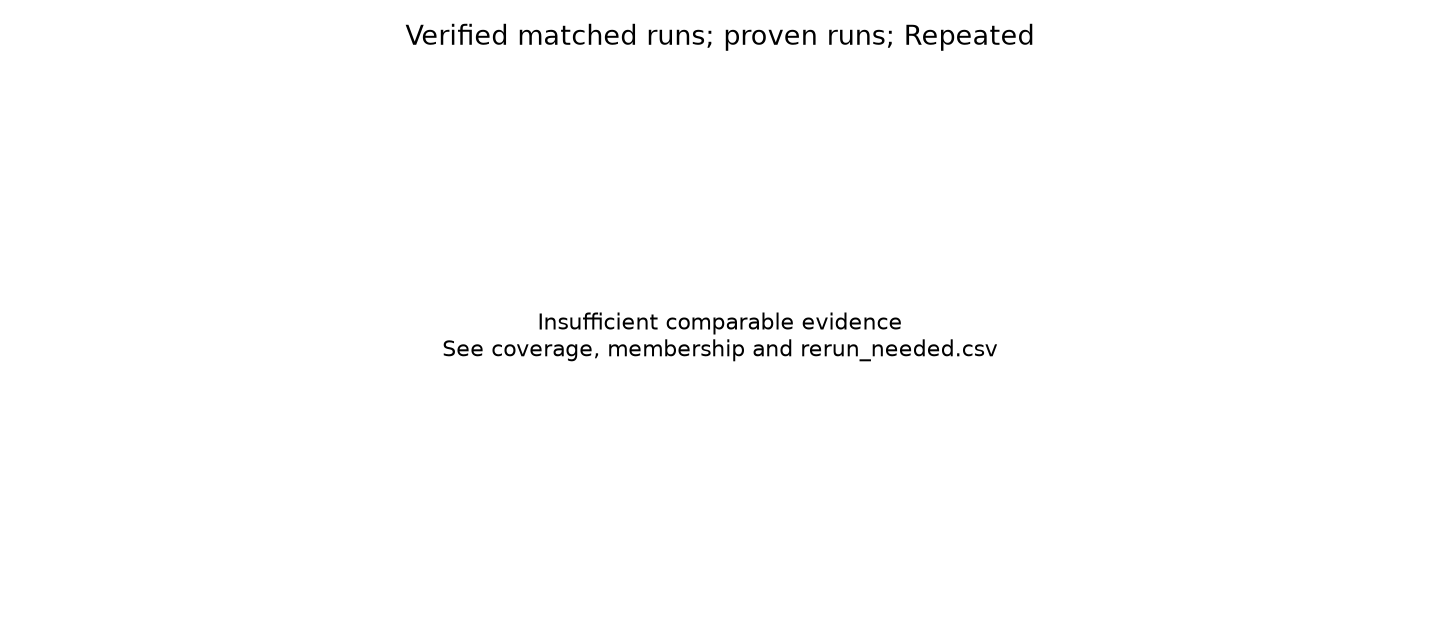 Verified matched runs; proven runs; Repeated
Insufficient comparable evidence
See coverage, membership and rerun_needed.csv